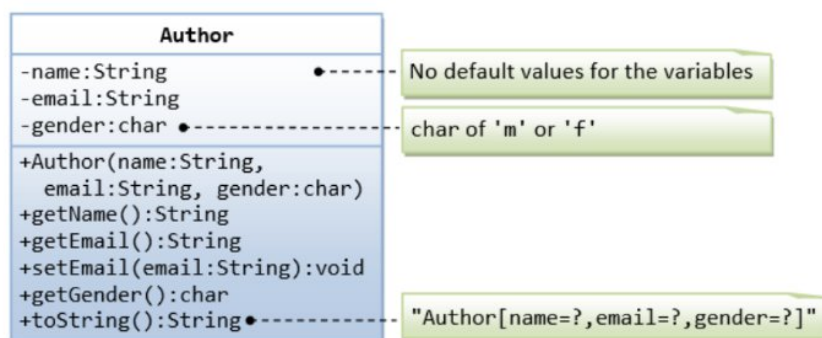 Author
-name:String
No default values for the variables
-email:String
-gender:char
char of 'm' or 'f'
+Author(name:String,
email:String, gender:char)
+getName():String
+getEmail():String
+setEmail(email:String):void
+getGender():char
+toString():String
"Author[name=?,email=?,gender=?]"